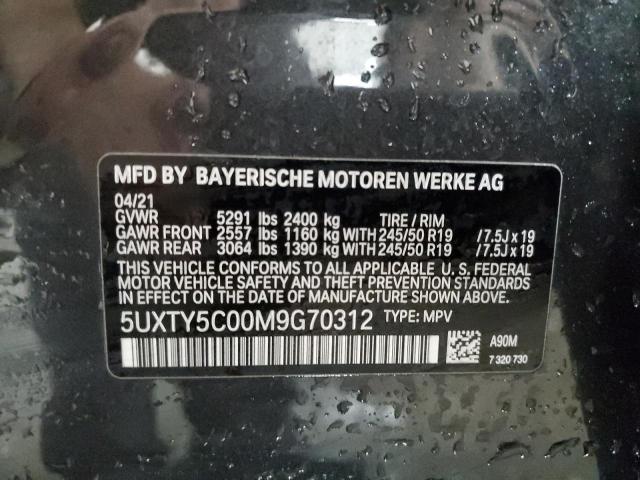 MFD BY BAYERISCHE MOTOREN WERKE AG
04/21
GVWR 5291 lbs 2400 kg TIRE / RIM
GAWR FRONT 2557 lbs 1160 kg WITH 245/50 R19 / 7.5J x 19
GAWR REAR 3064 lbs 1390 kg WITH 245/50 R19 / 7.5J x 19
THIS VEHICLE CONFORMS TO ALL APPLICABLE U. S. FEDERAL
MOTOR VEHICLE SAFETY AND THEFT PREVENTION STANDARDS
IN EFFECT ON THE DATE OF MANUFACTURE SHOWN ABOVE.
5UXTY5C00M9G70312 TYPE: MPV
A90M
7 320 730